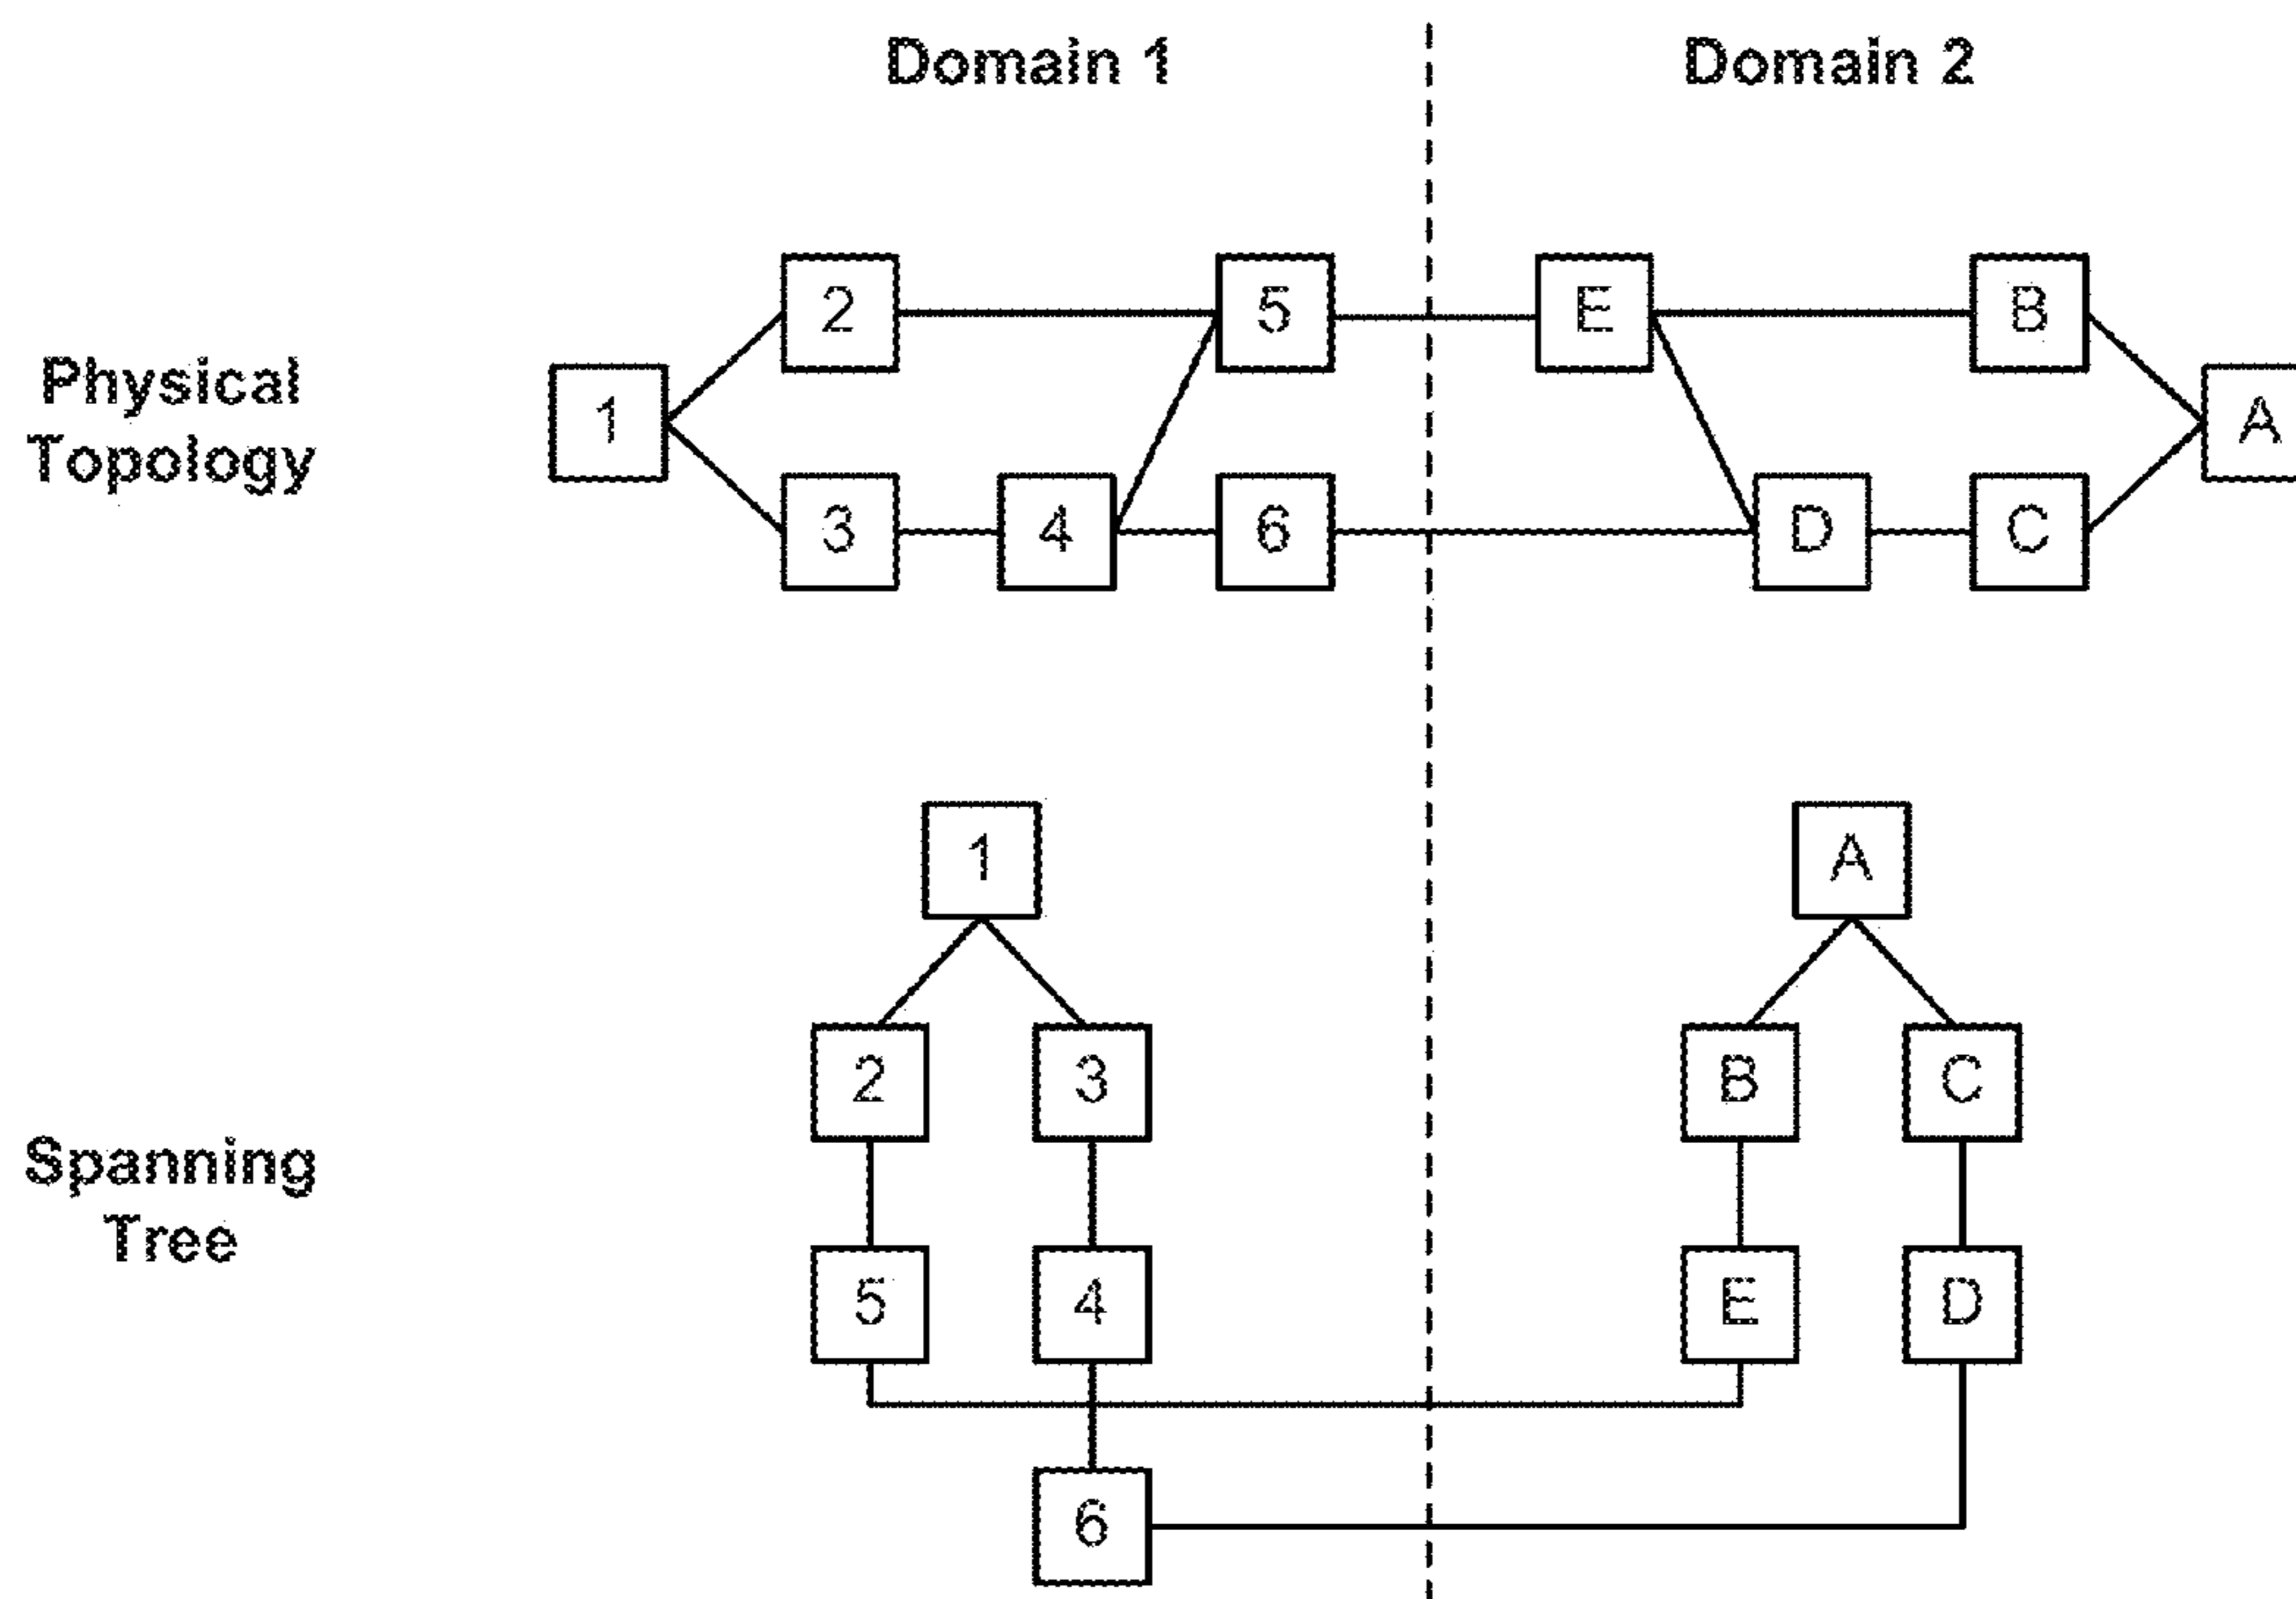 Domain 1 Domain 2
2 5 E B
Physical
Topology
1 A
3 4 6 D C
1 A
2 3 B C
Spanning
Tree
5 4 E D
6